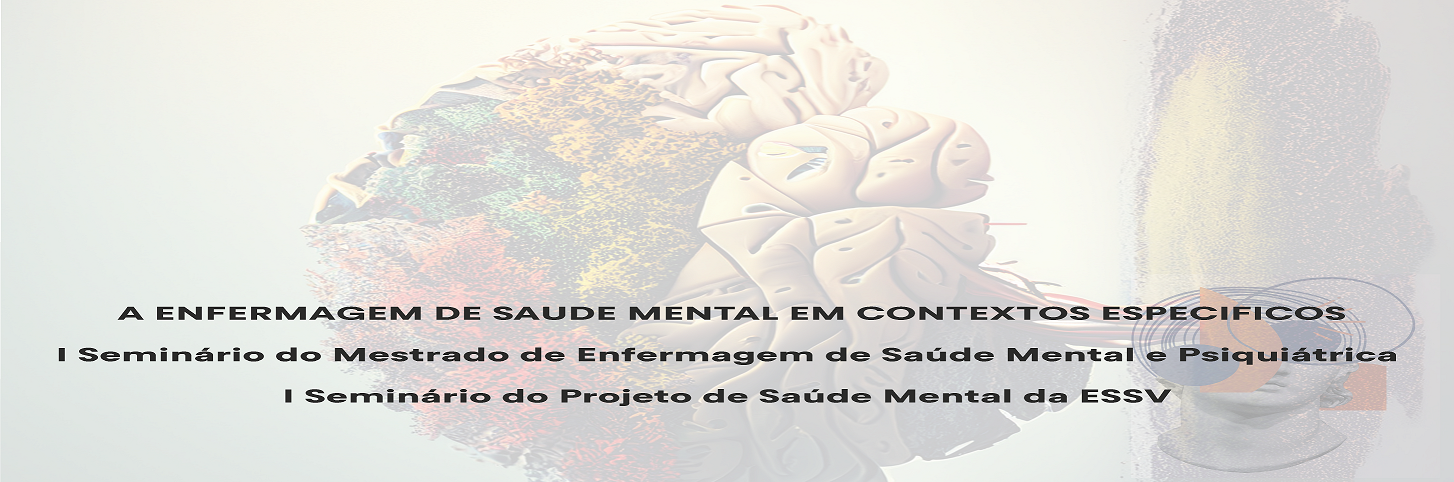 A ENFERMAGEM DE SAUDE MENTAL EM CONTEXTOS ESPECIFICOS
I Seminário do Mestrado de Enfermagem de Saúde Mental e Psiquiátrica
I Seminário do Projeto de Saúde Mental da ESSV